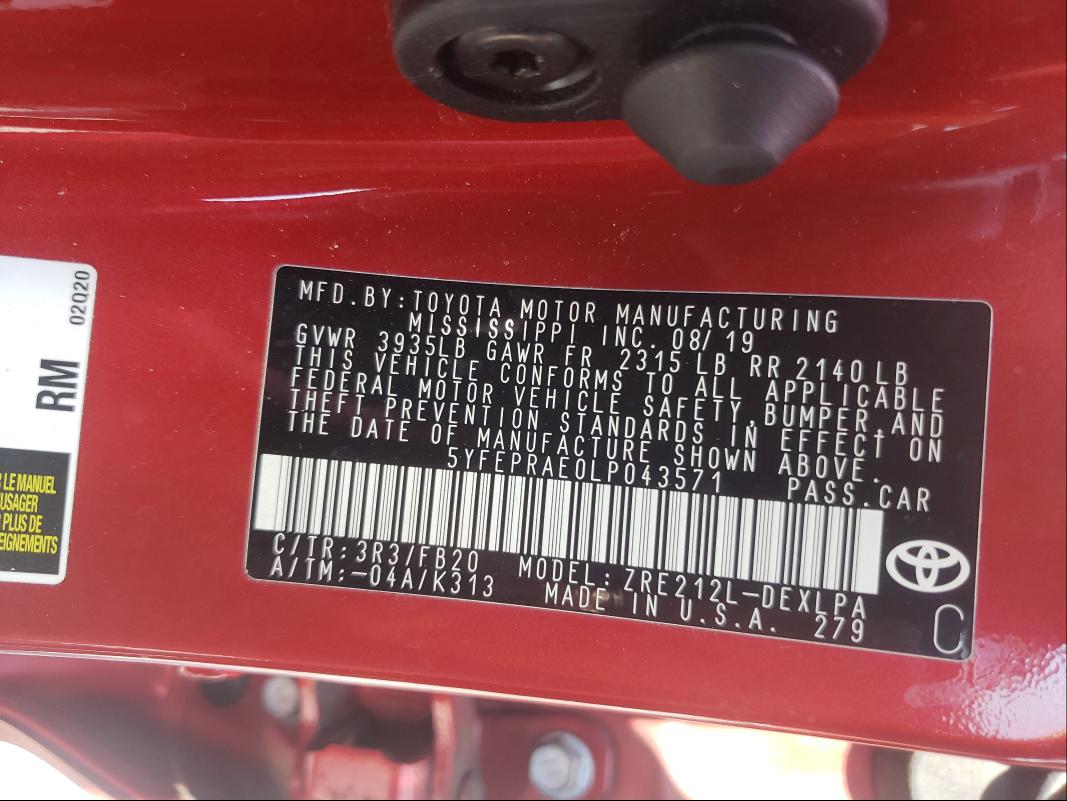 02Q20
RM
LE MANUEL
PLUS DE
MFD.BY:TOYOTA MOTOR MANUFACTURING
MISSISSIPPI, INC. 08/19
GVWR 3935LB GAWR FR 2315 LB RR 2140 LB
THIS VEHICLE CONFORMS TO ALL APPLICABLE
FEDERAL MOTOR VEHICLE SAFETY,BUMPER,AND
THEFT PREVENTION STANDARDS IN EFFECT ON
THE DATE OF MANUFACTURE SHOWN ABOVE.
5YFEPRAE0LP043571 PASS.CAR
C/TR:3R3/FB20 MODEL:ZRE212L-DEXLPA
A/TM:-04A/K313 MADE IN U.S.A. 279
C